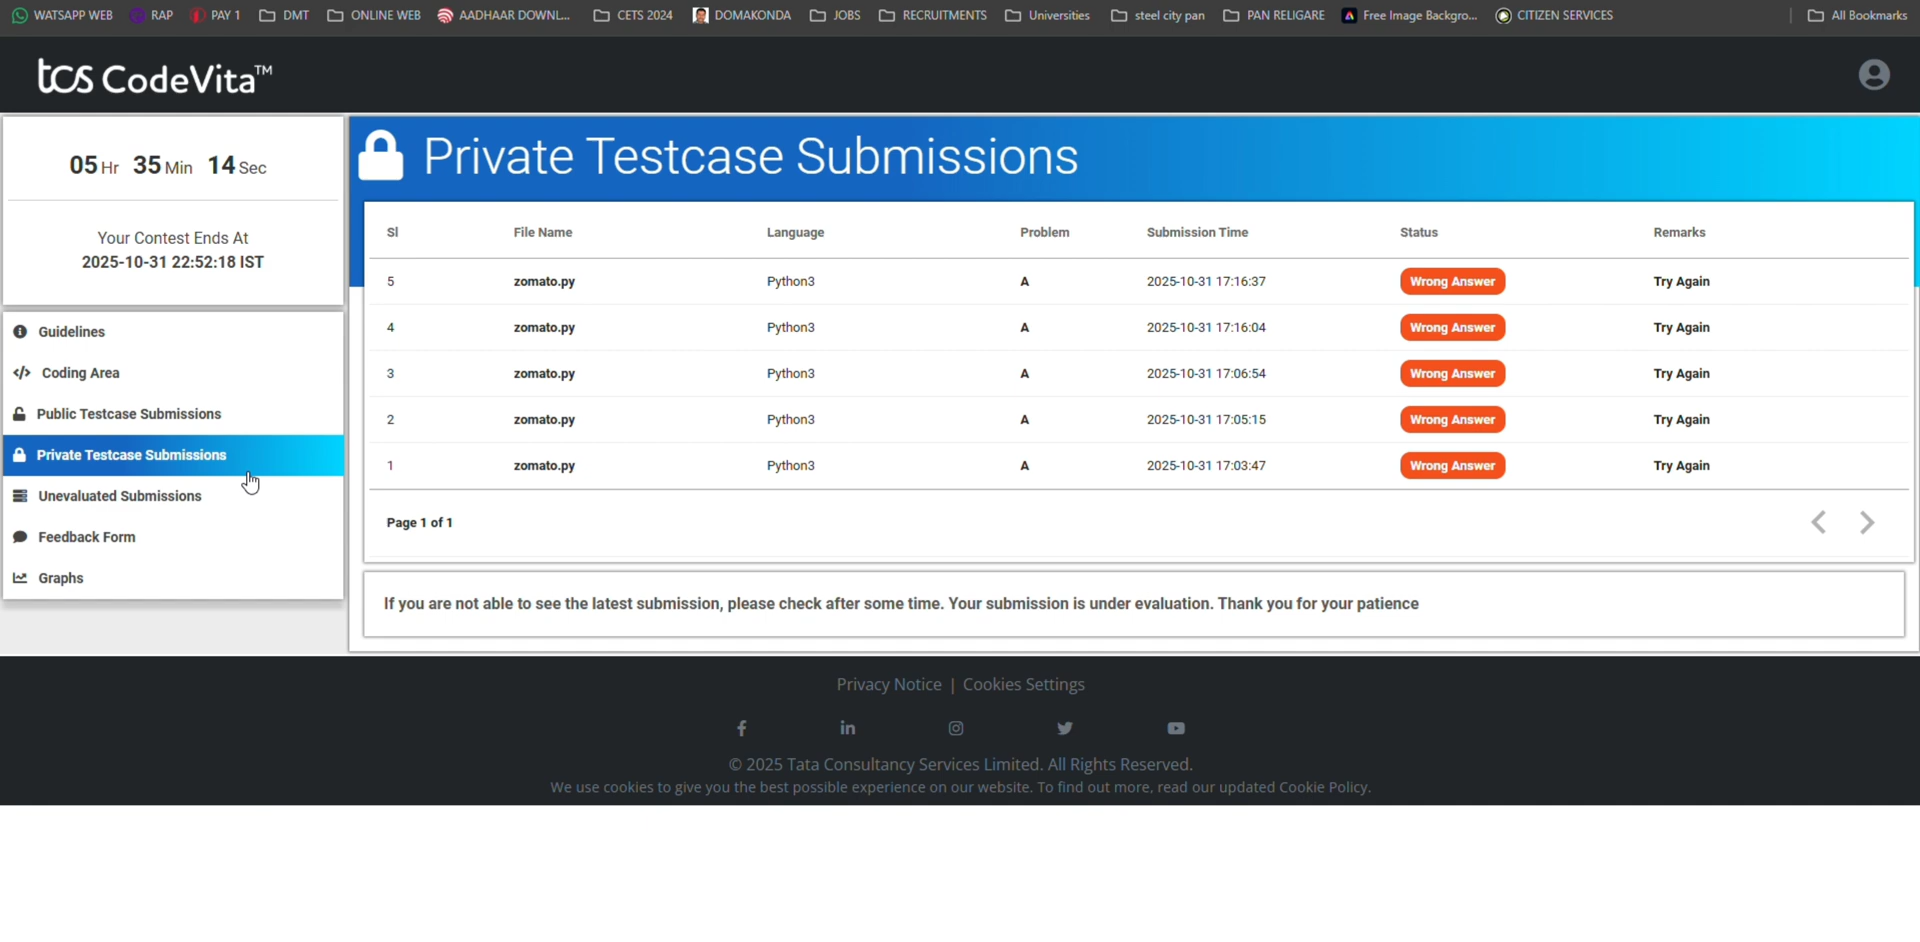 WATSAPP WEB RAP PAY 1 DMT ONLINE WEB AADHAAR DOWNL... CETS 2024 DOMAKONDA JOBS RECRUITMENTS Universities steel city pan PAN RELIGARE Free Image Backgro... CITIZEN SERVICES All Bookmarks
tcs CodeVita™
05 Hr 35 Min 14 Sec
Your Contest Ends At
2025-10-31 22:52:18 IST
Guidelines
Coding Area
Public Testcase Submissions
Private Testcase Submissions
Unevaluated Submissions
Feedback Form
Graphs
Private Testcase Submissions
Sl File Name Language Problem Submission Time Status Remarks
5 zomato.py Python3 A 2025-10-31 17:16:37 Wrong Answer Try Again
4 zomato.py Python3 A 2025-10-31 17:16:04 Wrong Answer Try Again
3 zomato.py Python3 A 2025-10-31 17:06:54 Wrong Answer Try Again
2 zomato.py Python3 A 2025-10-31 17:05:15 Wrong Answer Try Again
1 zomato.py Python3 A 2025-10-31 17:03:47 Wrong Answer Try Again
Page 1 of 1
If you are not able to see the latest submission, please check after some time. Your submission is under evaluation. Thank you for your patience
Privacy Notice | Cookies Settings
© 2025 Tata Consultancy Services Limited. All Rights Reserved.
We use cookies to give you the best possible experience on our website. To find out more, read our updated Cookie Policy.